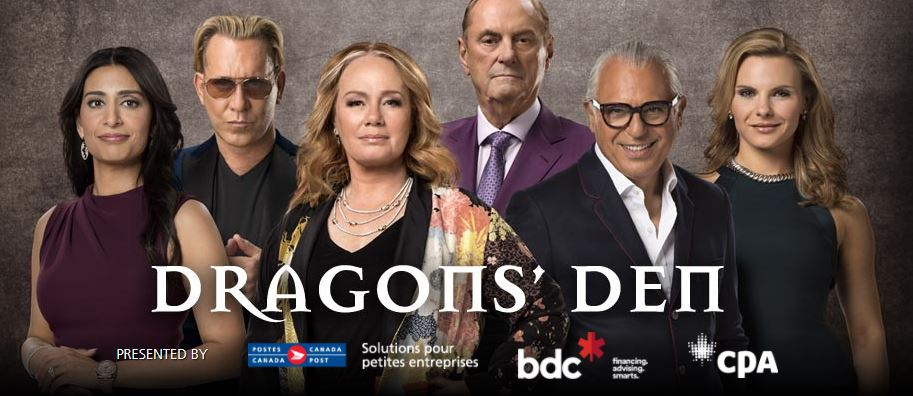 DRAGONS' DEN
PRESENTED BY
POSTES CANADA
CANADA POST
Solutions pour
petites entreprises
bdc
financing.
advising.
smarts.
CPA